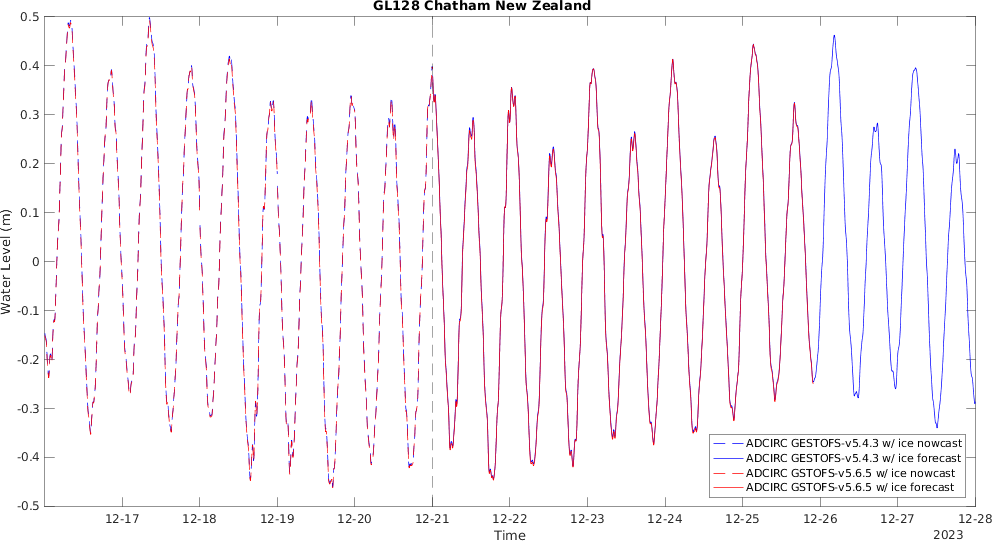 GL128 Chatham New Zealand
0.5
0.4
0.3
0.2
0.1
0
-0.1
-0.2
-0.3
-0.4
-0.5
Water Level (m)
ADCIRC GESTOFS-v5.4.3 w/ ice nowcast
ADCIRC GESTOFS-v5.4.3 w/ ice forecast
ADCIRC GSTOFS-v5.6.5 w/ ice nowcast
ADCIRC GSTOFS-v5.6.5 w/ ice forecast
12-17 12-18 12-19 12-20 12-21 12-22 12-23 12-24 12-25 12-26 12-27 12-28
Time
2023